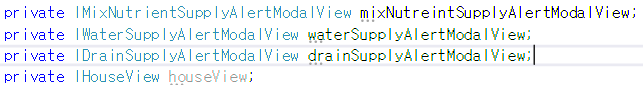 private IMixNutrientSupplyAlertModalView mixNutreintSupplyAlertModalView;
private IWaterSupplyAlertModalView waterSupplyAlertModalView;
private IDrainSupplyAlertModalView drainSupplyAlertModalView;
private IHouseView houseView;